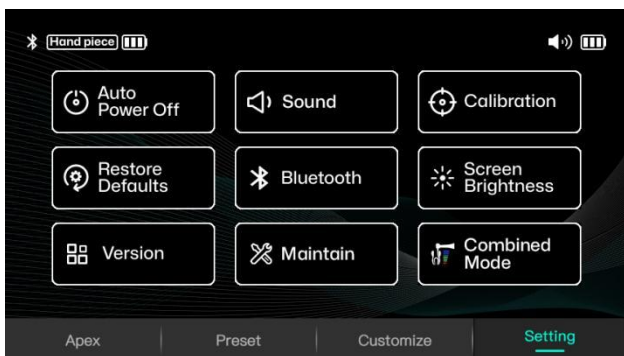 Hand piece
Auto
Power Off
Sound
Calibration
Restore
Defaults
Bluetooth
Screen
Brightness
Version
Maintain
Combined
Mode
Apex
Preset
Customize
Setting